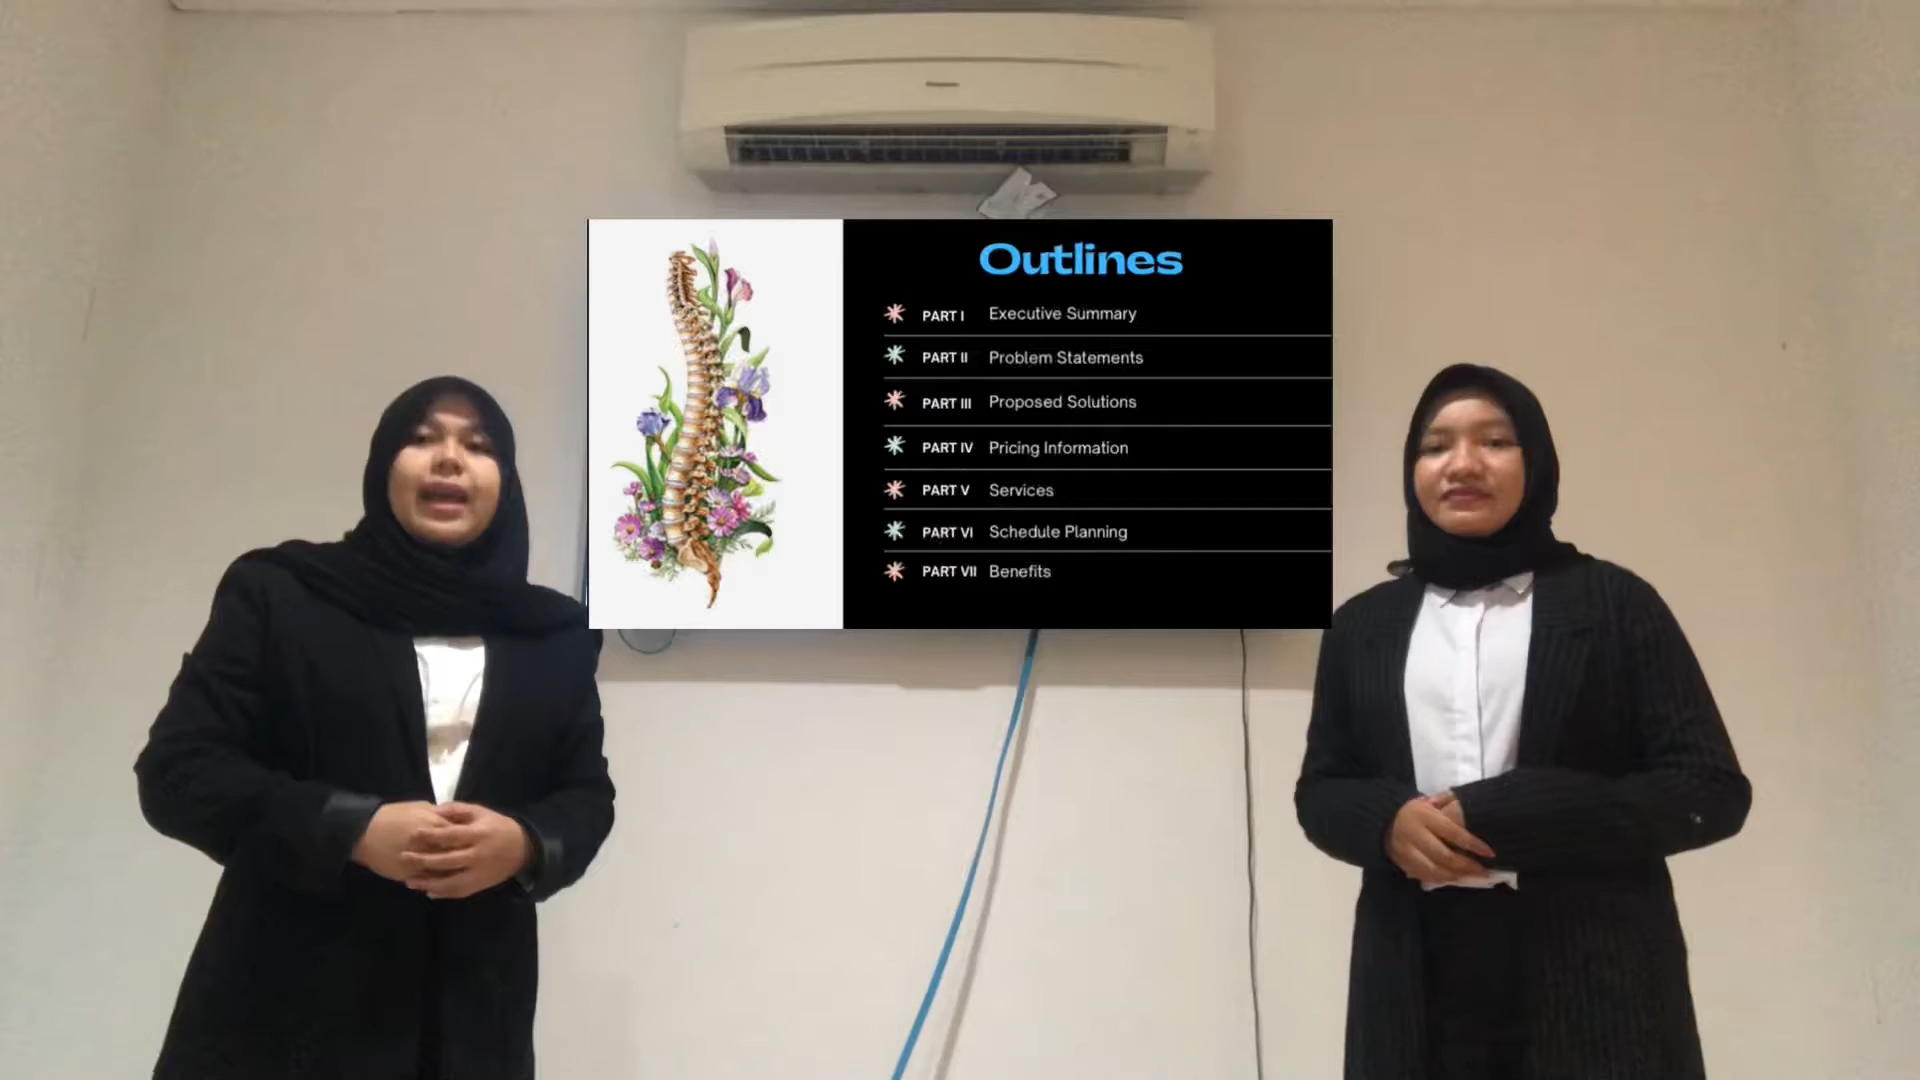 Outlines
PART I Executive Summary
PART II Problem Statements
PART III Proposed Solutions
PART IV Pricing Information
PART V Services
PART VI Schedule Planning
PART VII Benefits